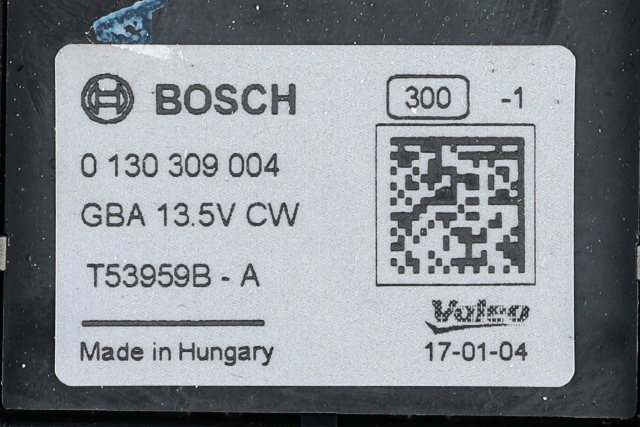 BOSCH
300 -1
0 130 309 004
GBA 13.5V CW
T53959B - A
Valeo
Made in Hungary
17-01-04